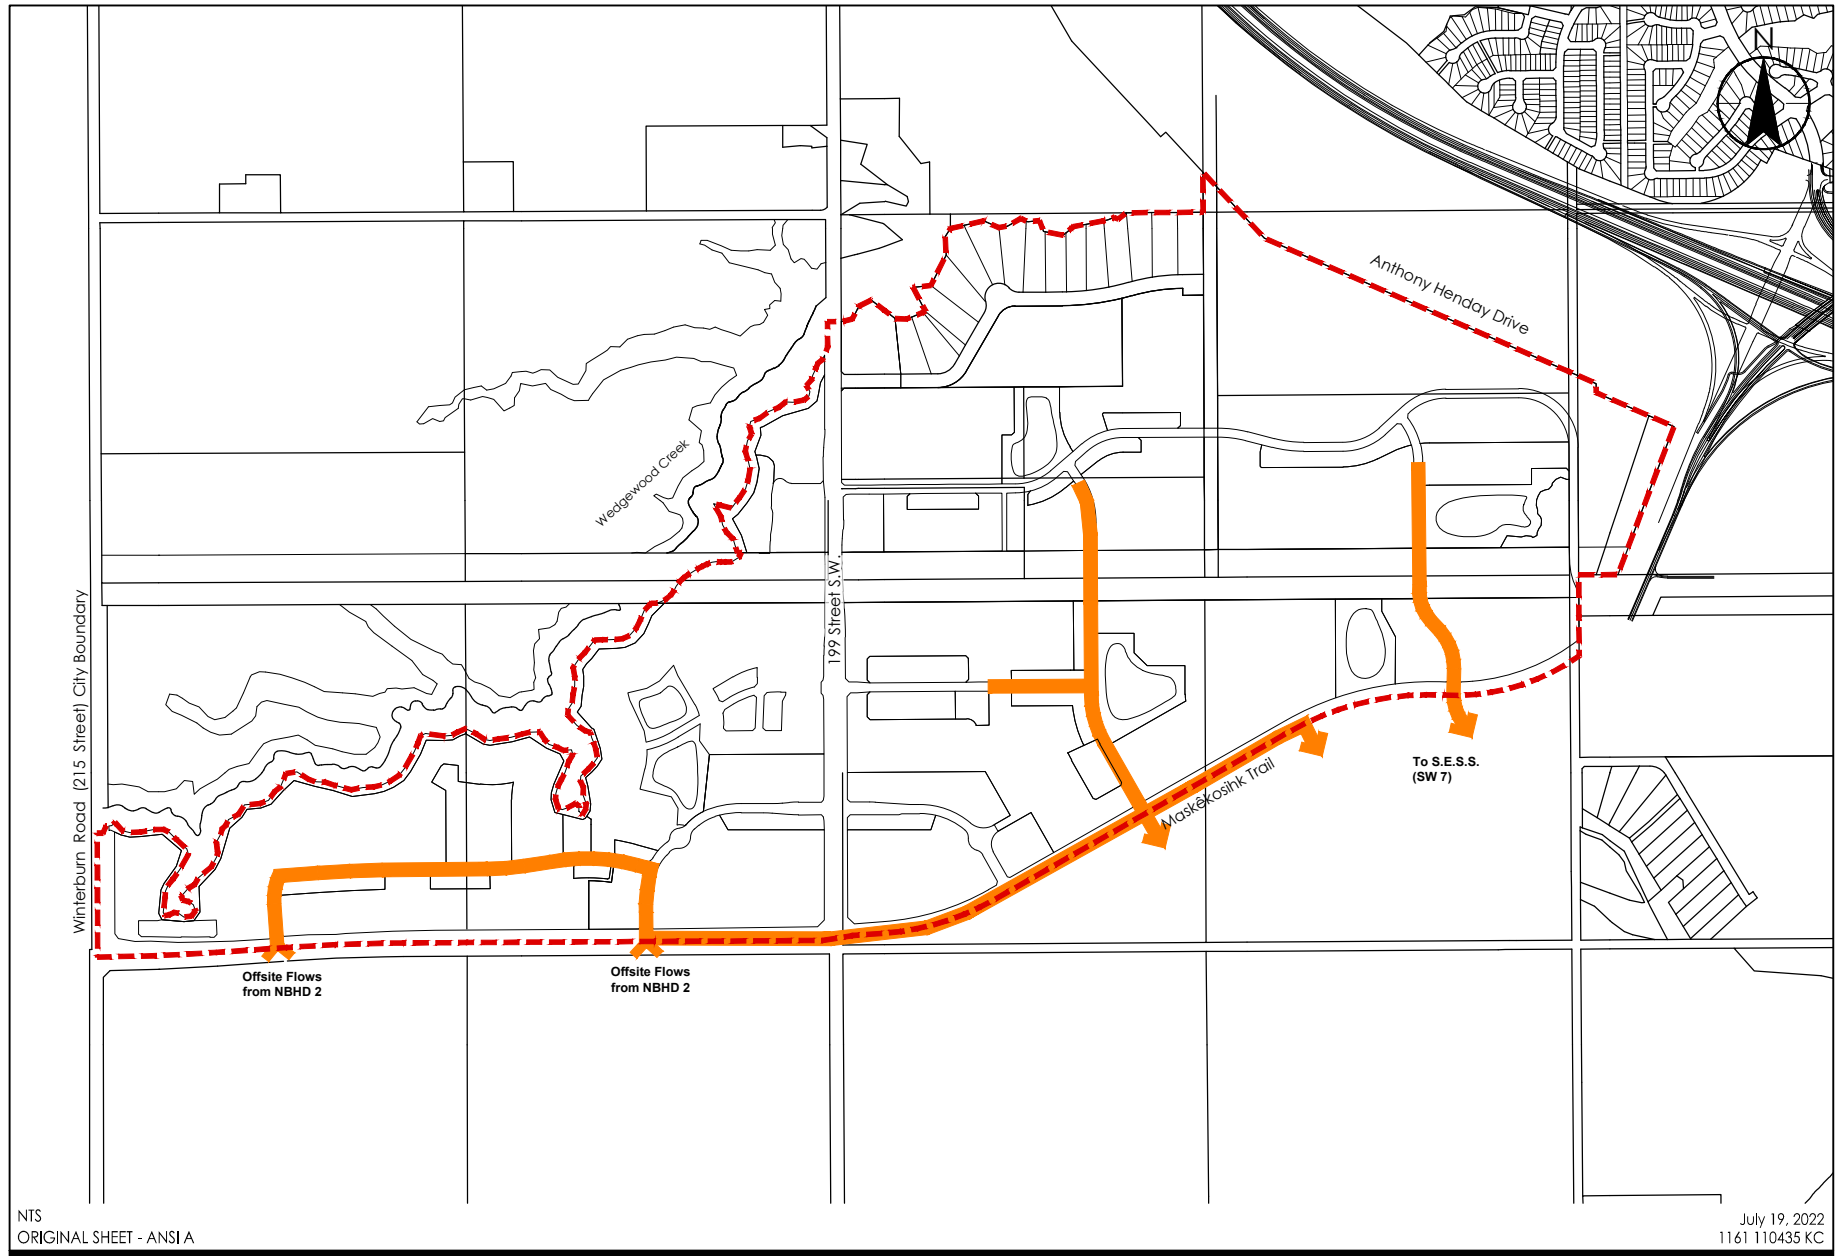 N
Anthony Henday Drive
Wedgewood Creek
199 Street S.W.
Winterburn Road (215 Street) City Boundary
Maskêkosihk Trail
To S.E.S.S.
(SW 7)
Offsite Flows
from NBHD 2
Offsite Flows
from NBHD 2
NTS
ORIGINAL SHEET - ANSI A
July 19, 2022
1161 110435 KC